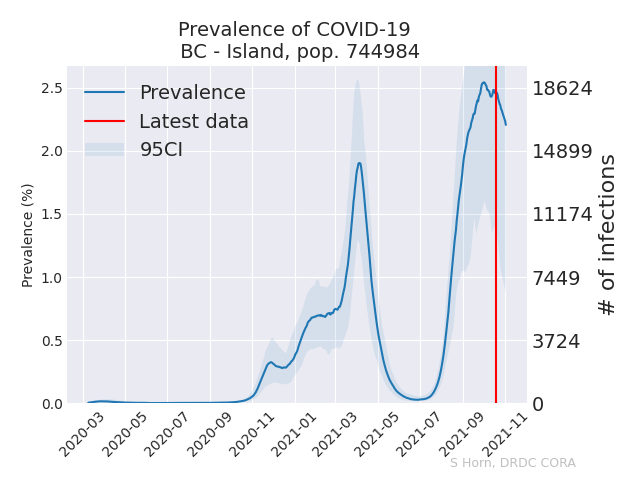 Prevalence of COVID-19
BC - Island, pop. 744984
Prevalence
Latest data
95CI
2.5
2.0
1.5
1.0
0.5
0.0
Prevalence (%)
18624
14899
11174
7449
3724
0
# of infections
2020-03
2020-05
2020-07
2020-09
2020-11
2021-01
2021-03
2021-05
2021-07
2021-09
2021-11
S Horn, DRDC CORA